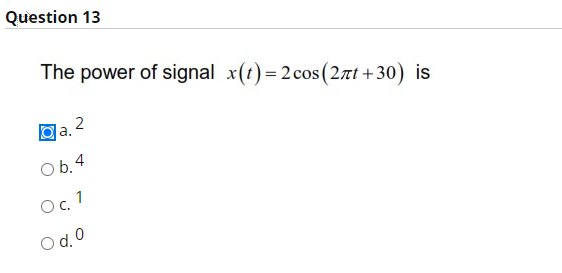 Question 13
The power of signal x(t)=2cos(2πt+30) is
a. 2
b. 4
c. 1
d. 0